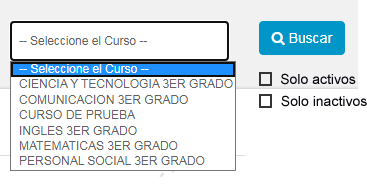 -- Seleccione el Curso --
Buscar
-- Seleccione el Curso --
CIENCIA Y TECNOLOGIA 3ER GRADO
COMUNICACION 3ER GRADO
CURSO DE PRUEBA
INGLES 3ER GRADO
MATEMATICAS 3ER GRADO
PERSONAL SOCIAL 3ER GRADO
Solo activos
Solo inactivos